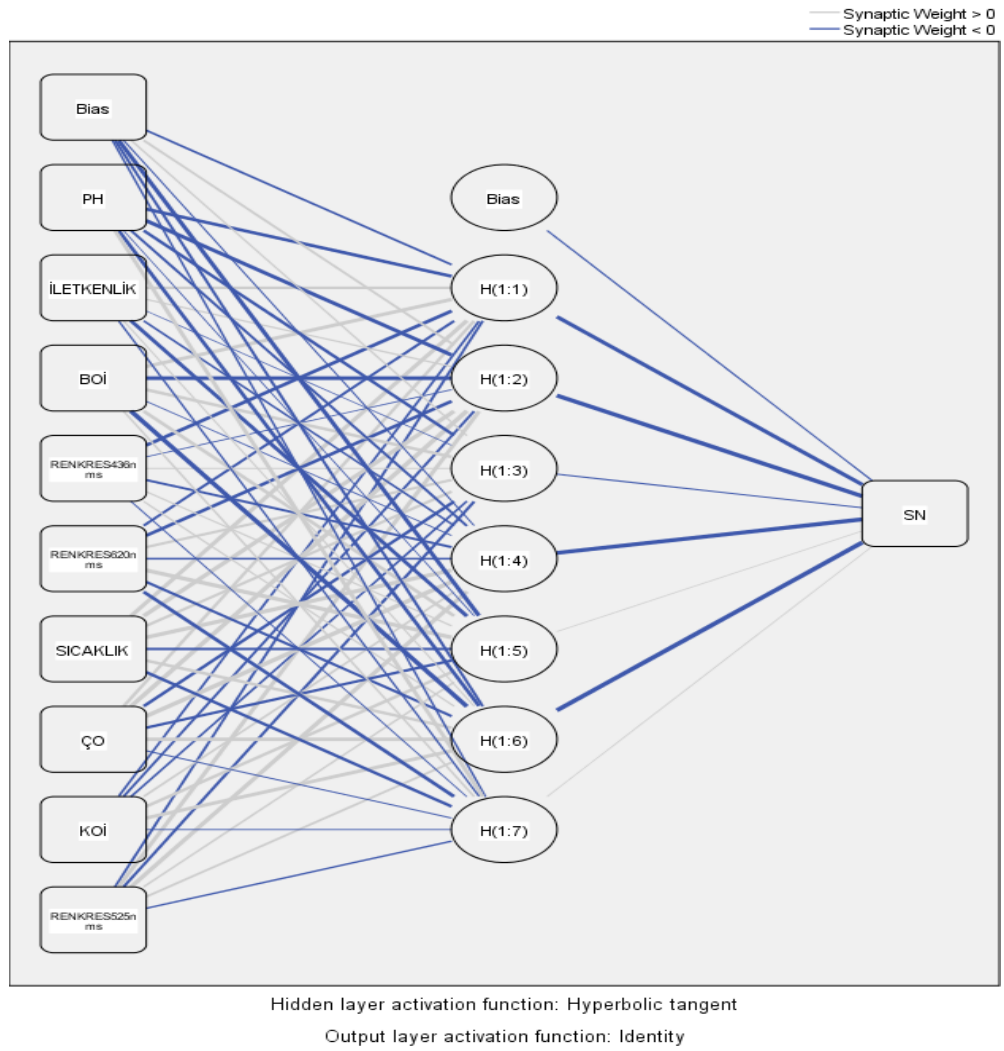 Synaptic Weight > 0
Synaptic Weight < 0
Bias
PH
İLETKENLİK
BOİ
RENKRES436n
ms
RENKRES620n
ms
SICAKLIK
ÇO
KOİ
RENKRES525n
ms
Bias
H(1:1)
H(1:2)
H(1:3)
H(1:4)
H(1:5)
H(1:6)
H(1:7)
SN
Hidden layer activation function: Hyperbolic tangent
Output layer activation function: Identity